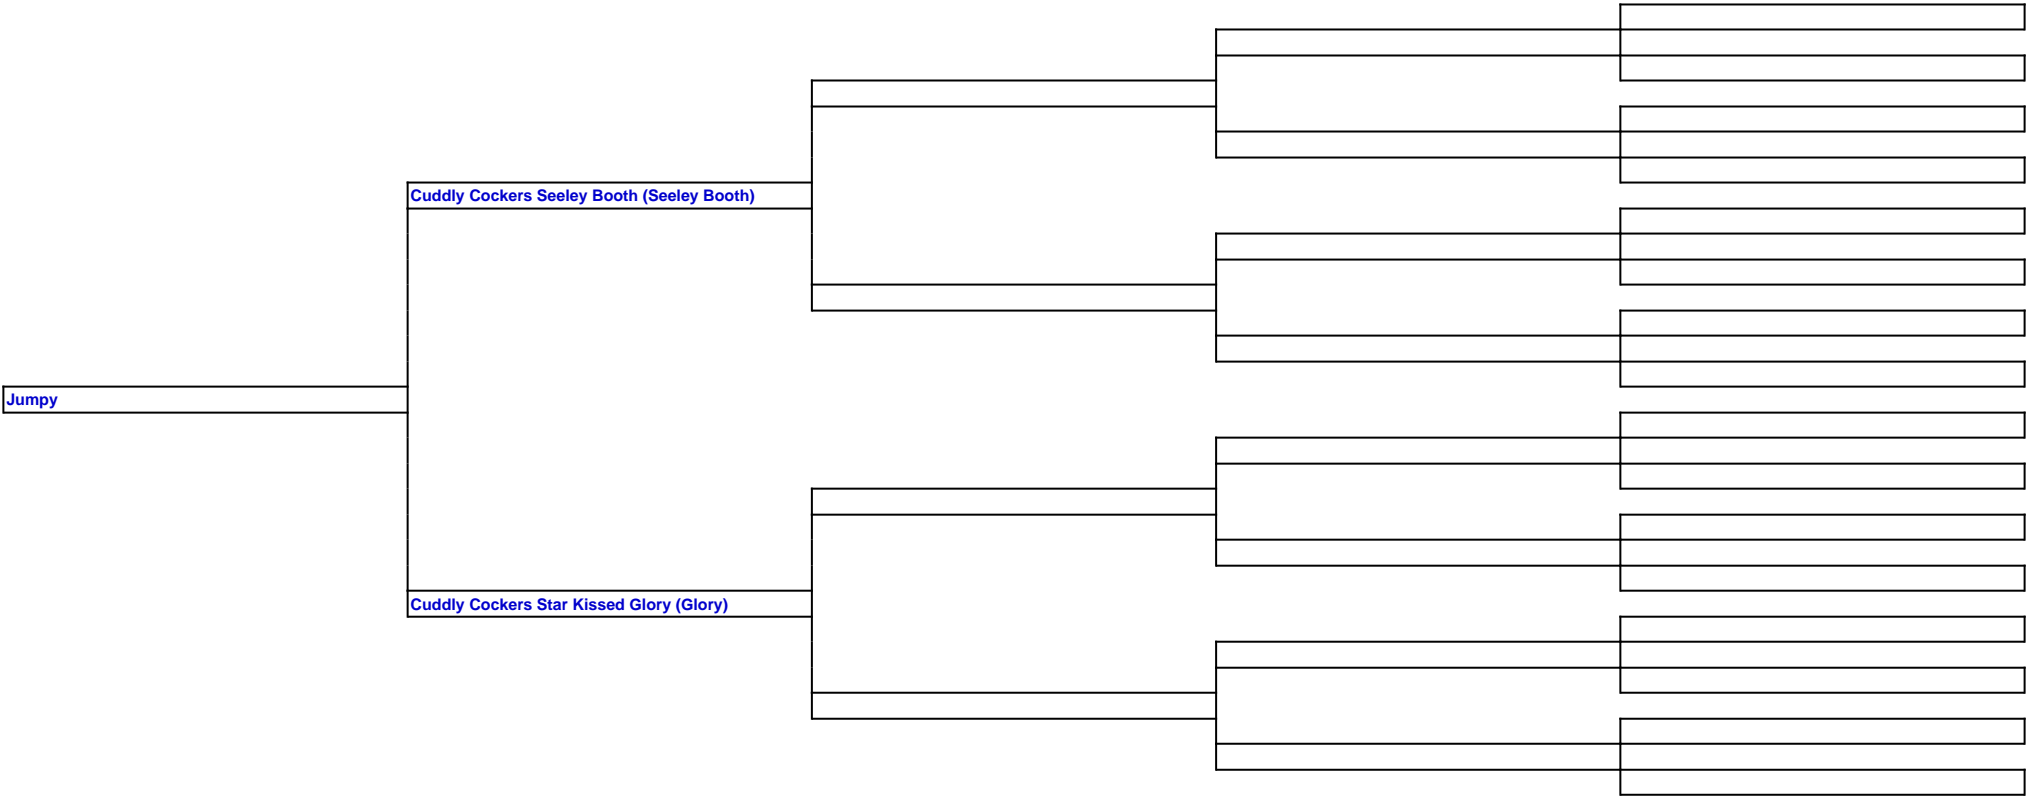 Cuddly Cockers Seeley Booth (Seeley Booth)
Jumpy
Cuddly Cockers Star Kissed Glory (Glory)